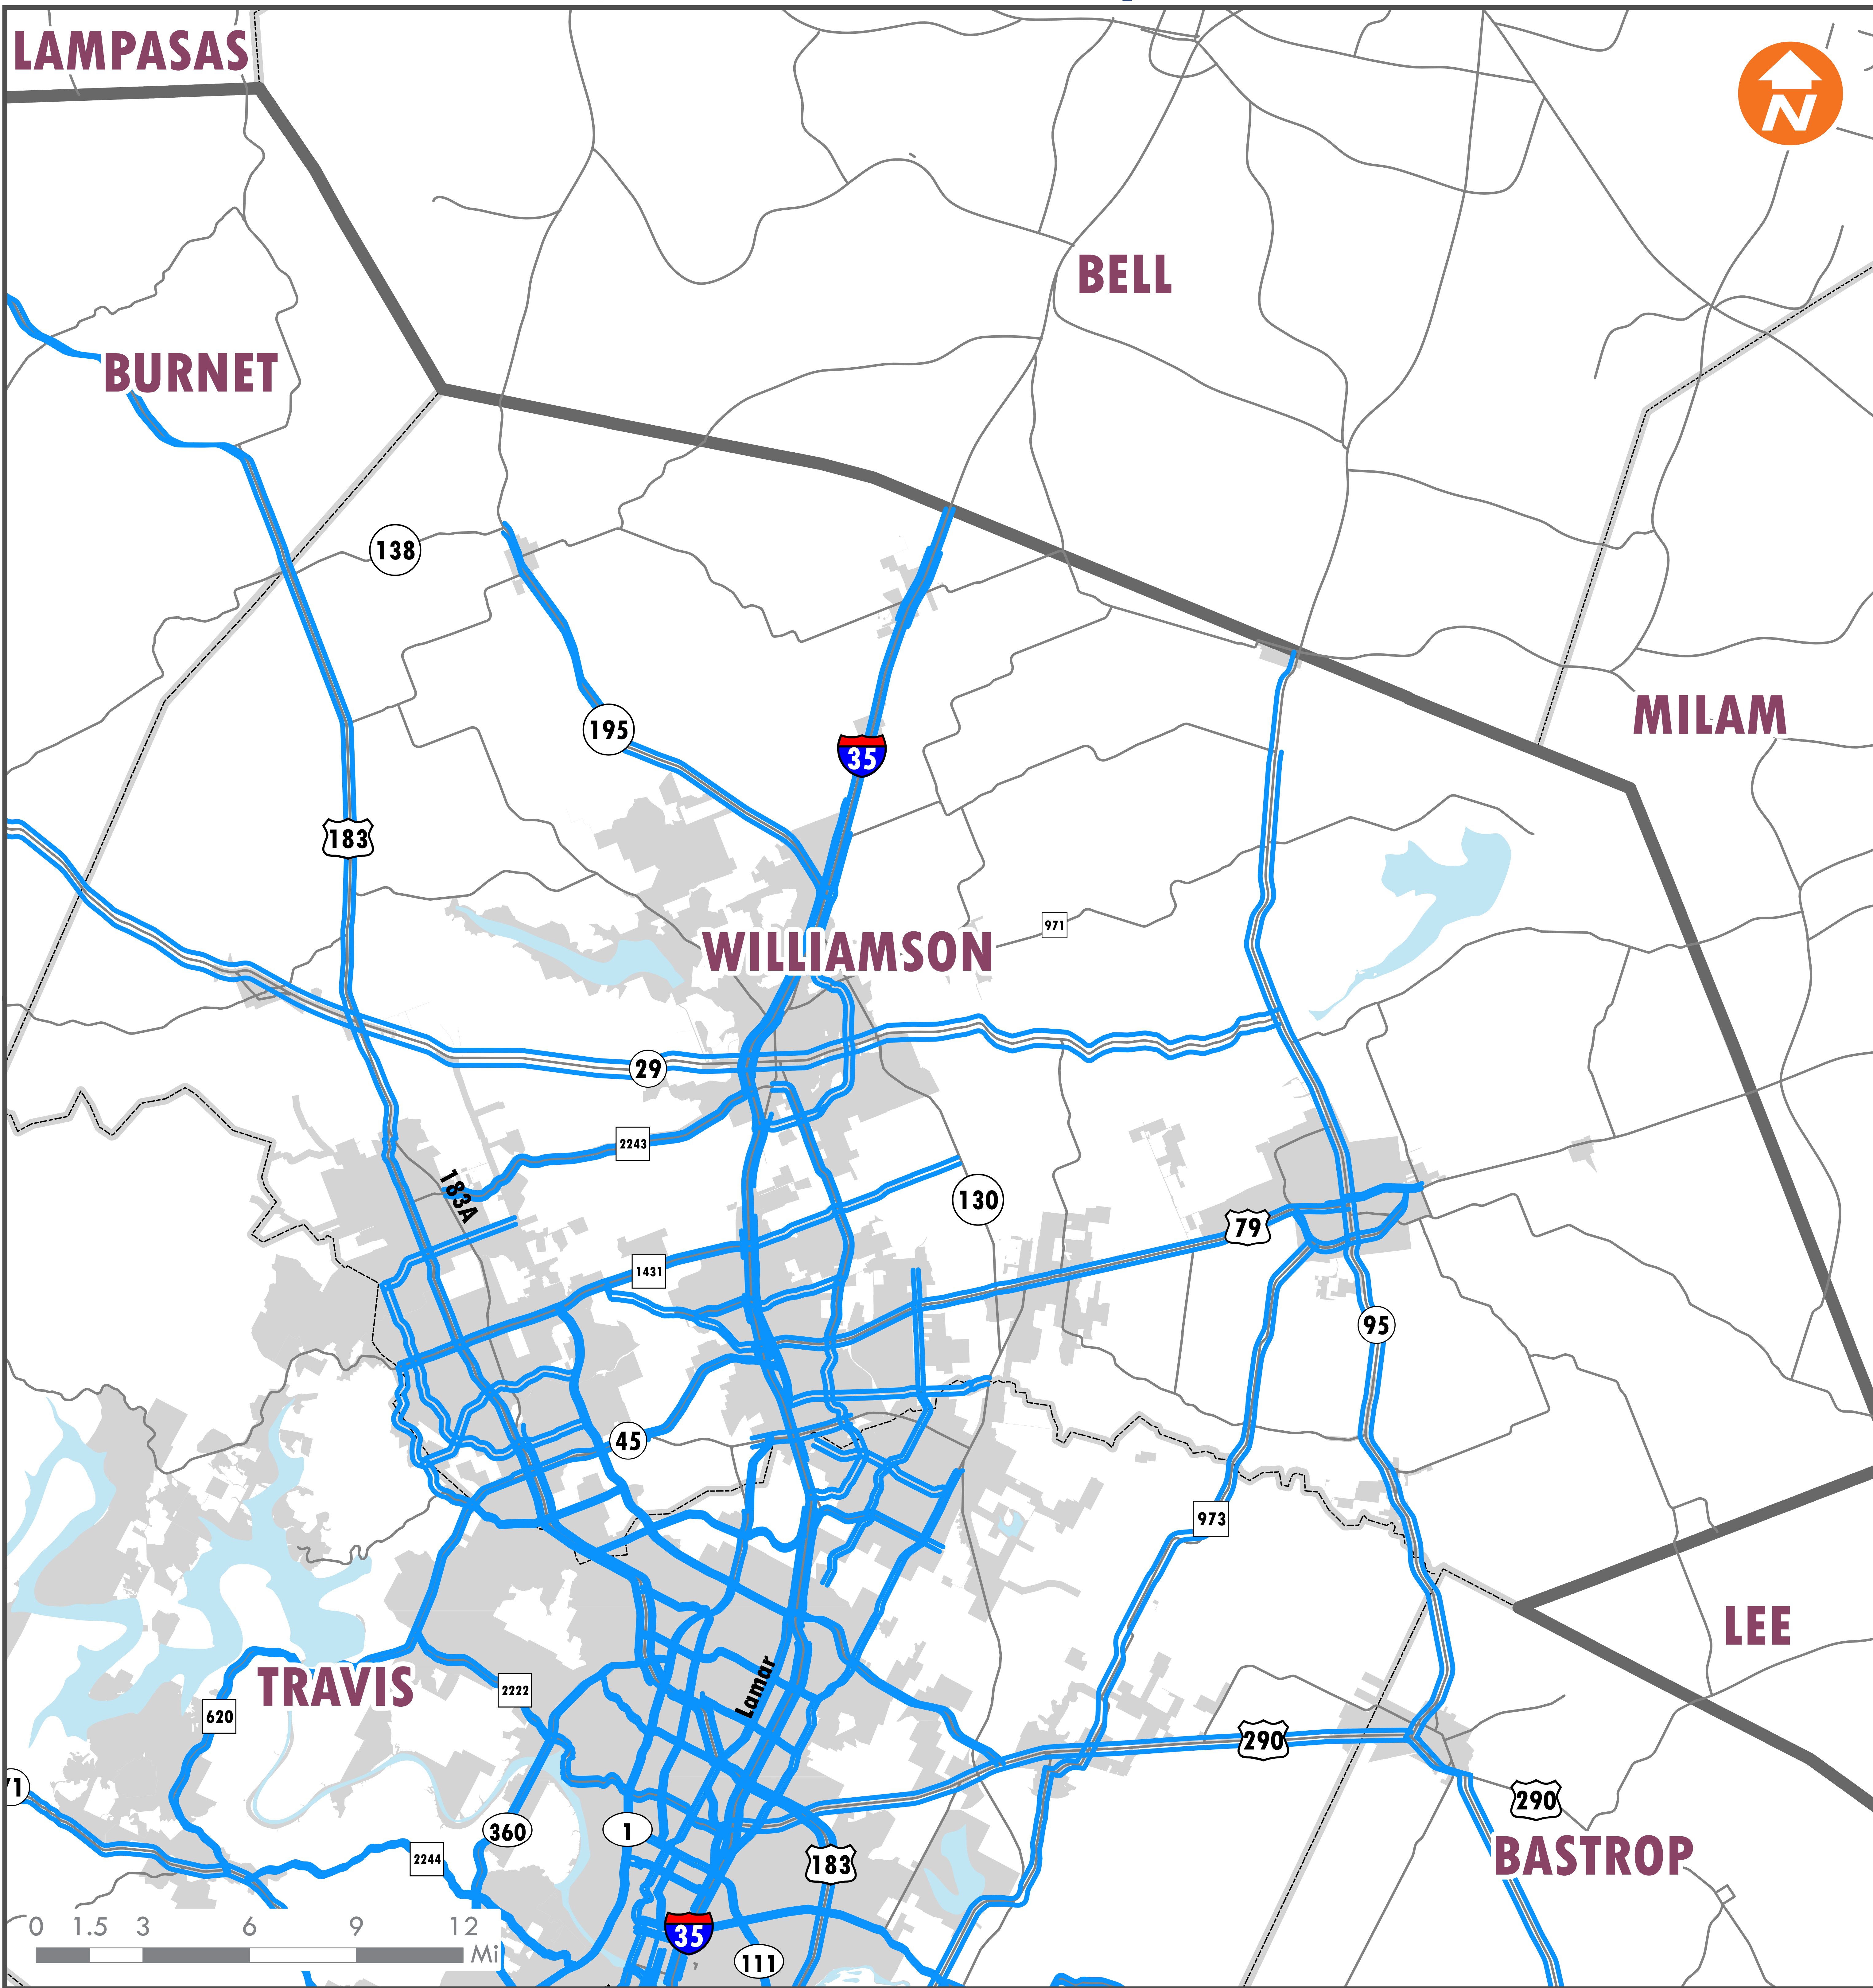 LAMPASAS
N
BELL
BURNET
138
MILAM
195
35
183
971
WILLIAMSON
29
2243
183A
130
79
1431
95
45
973
LEE
TRAVIS
2222
Lamar
620
290
71
290
360
1
2244
183
BASTROP
0 1.5 3 6 9 12
Mi
35
111